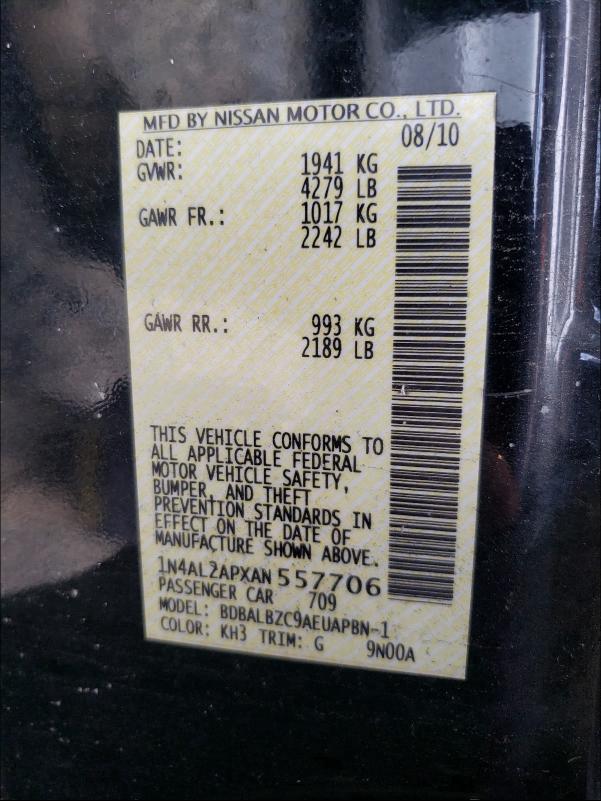 MFD BY NISSAN MOTOR CO., LTD.
DATE: 08/10
GVWR: 1941 KG
4279 LB
GAWR FR.: 1017 KG
2242 LB
GAWR RR.: 993 KG
2189 LB
THIS VEHICLE CONFORMS TO
ALL APPLICABLE FEDERAL
MOTOR VEHICLE SAFETY,
BUMPER, AND THEFT
PREVENTION STANDARDS IN
EFFECT ON THE DATE OF
MANUFACTURE SHOWN ABOVE.
1N4AL2APXAN 557706
PASSENGER CAR 709
MODEL: BDBALBZC9AEUAPBN-1
COLOR: KH3 TRIM: G 9N00A